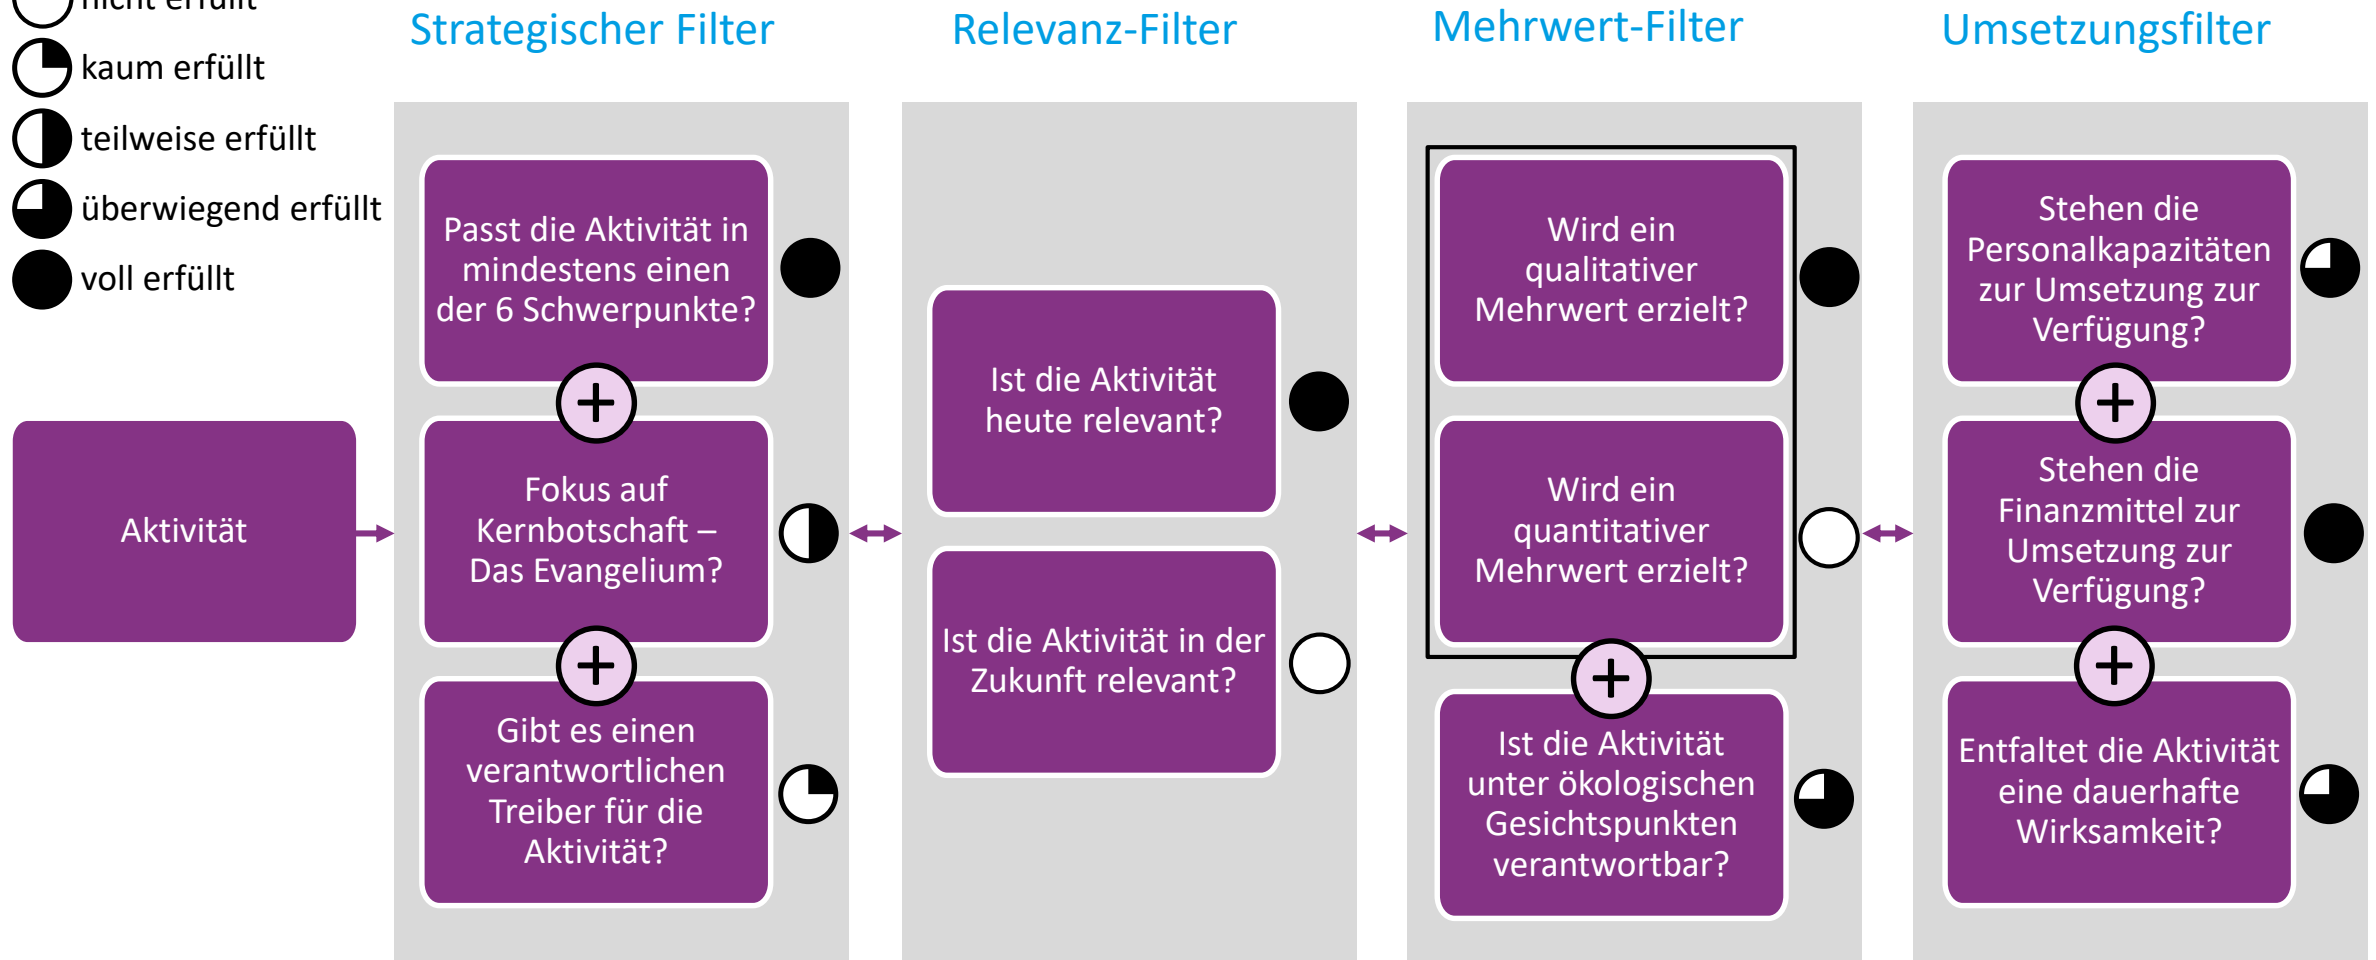 nicht erfüllt
kaum erfüllt
teilweise erfüllt
überwiegend erfüllt
voll erfüllt
Strategischer Filter
Relevanz-Filter
Mehrwert-Filter
Umsetzungsfilter
Aktivität
Passt die Aktivität in
mindestens einen
der 6 Schwerpunkte?
+
Fokus auf
Kernbotschaft –
Das Evangelium?
+
Gibt es einen
verantwortlichen
Treiber für die
Aktivität?
Ist die Aktivität
heute relevant?
Ist die Aktivität in der
Zukunft relevant?
Wird ein
qualitativer
Mehrwert erzielt?
Wird ein
quantitativer
Mehrwert erzielt?
+
Ist die Aktivität
unter ökologischen
Gesichtspunkten
verantwortbar?
Stehen die
Personalkapazitäten
zur Umsetzung zur
Verfügung?
+
Stehen die
Finanzmittel zur
Umsetzung zur
Verfügung?
+
Entfaltet die Aktivität
eine dauerhafte
Wirksamkeit?